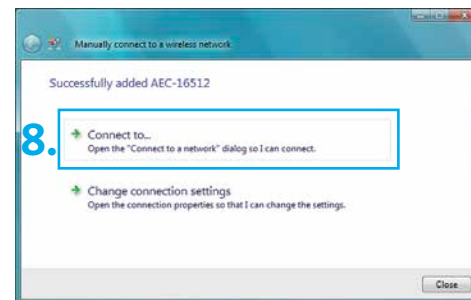 Manually connect to a wireless network
Successfully added AEC-16512
8.
Connect to...
Open the "Connect to a network" dialog so I can connect.
Change connection settings
Open the connection properties so that I can change the settings.
Close